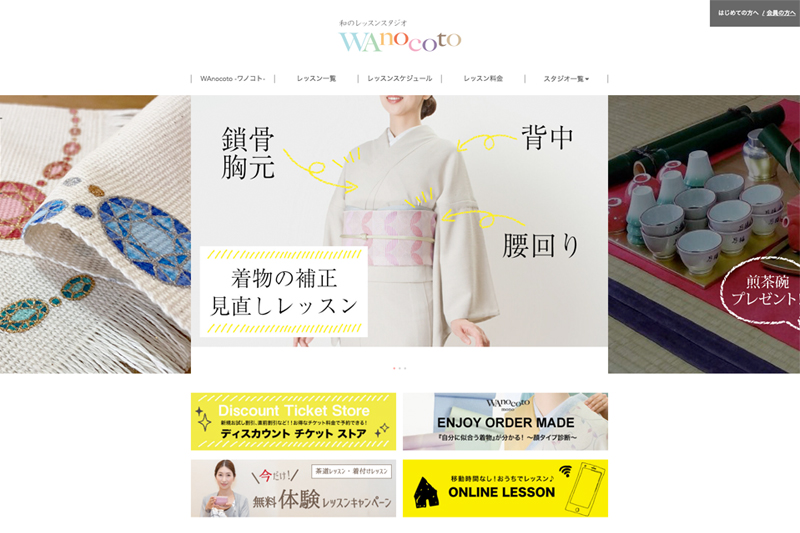 はじめての方へ / 会員の方へ
和のレッスンスタジオ
WAnocoto
WAnocoto -ワノコト-
レッスン一覧
レッスンスケジュール
レッスン料金
スタジオ一覧
鎖骨
胸元
背中
腰回り
着物の補正
見直しレッスン
煎茶碗
プレゼント!
Discount Ticket Store
新規お試し割引、直前割引など!!お得なチケット料金で予約できる!
ディスカウント チケット ストア
WAnocoto
ENJOY ORDER MADE
『自分に似合う着物』が分かる! 〜顔タイプ診断〜
今だけ!
茶道レッスン・着付けレッスン
無料体験レッスンキャンペーン
移動時間なし!おうちでレッスン♪
ONLINE LESSON